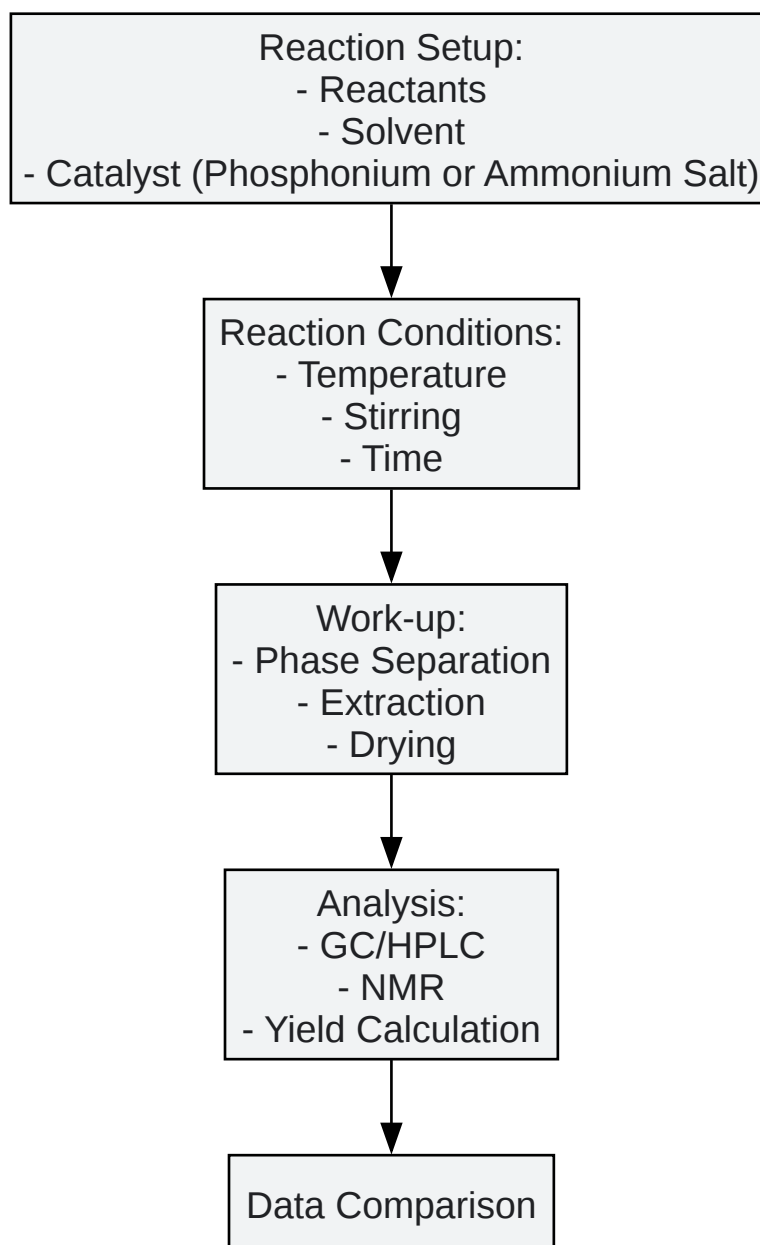 Reaction Setup:
- Reactants
- Solvent
- Catalyst (Phosphonium or Ammonium Salt)
Reaction Conditions:
- Temperature
- Stirring
- Time
Work-up:
- Phase Separation
- Extraction
- Drying
Analysis:
- GC/HPLC
- NMR
- Yield Calculation
Data Comparison